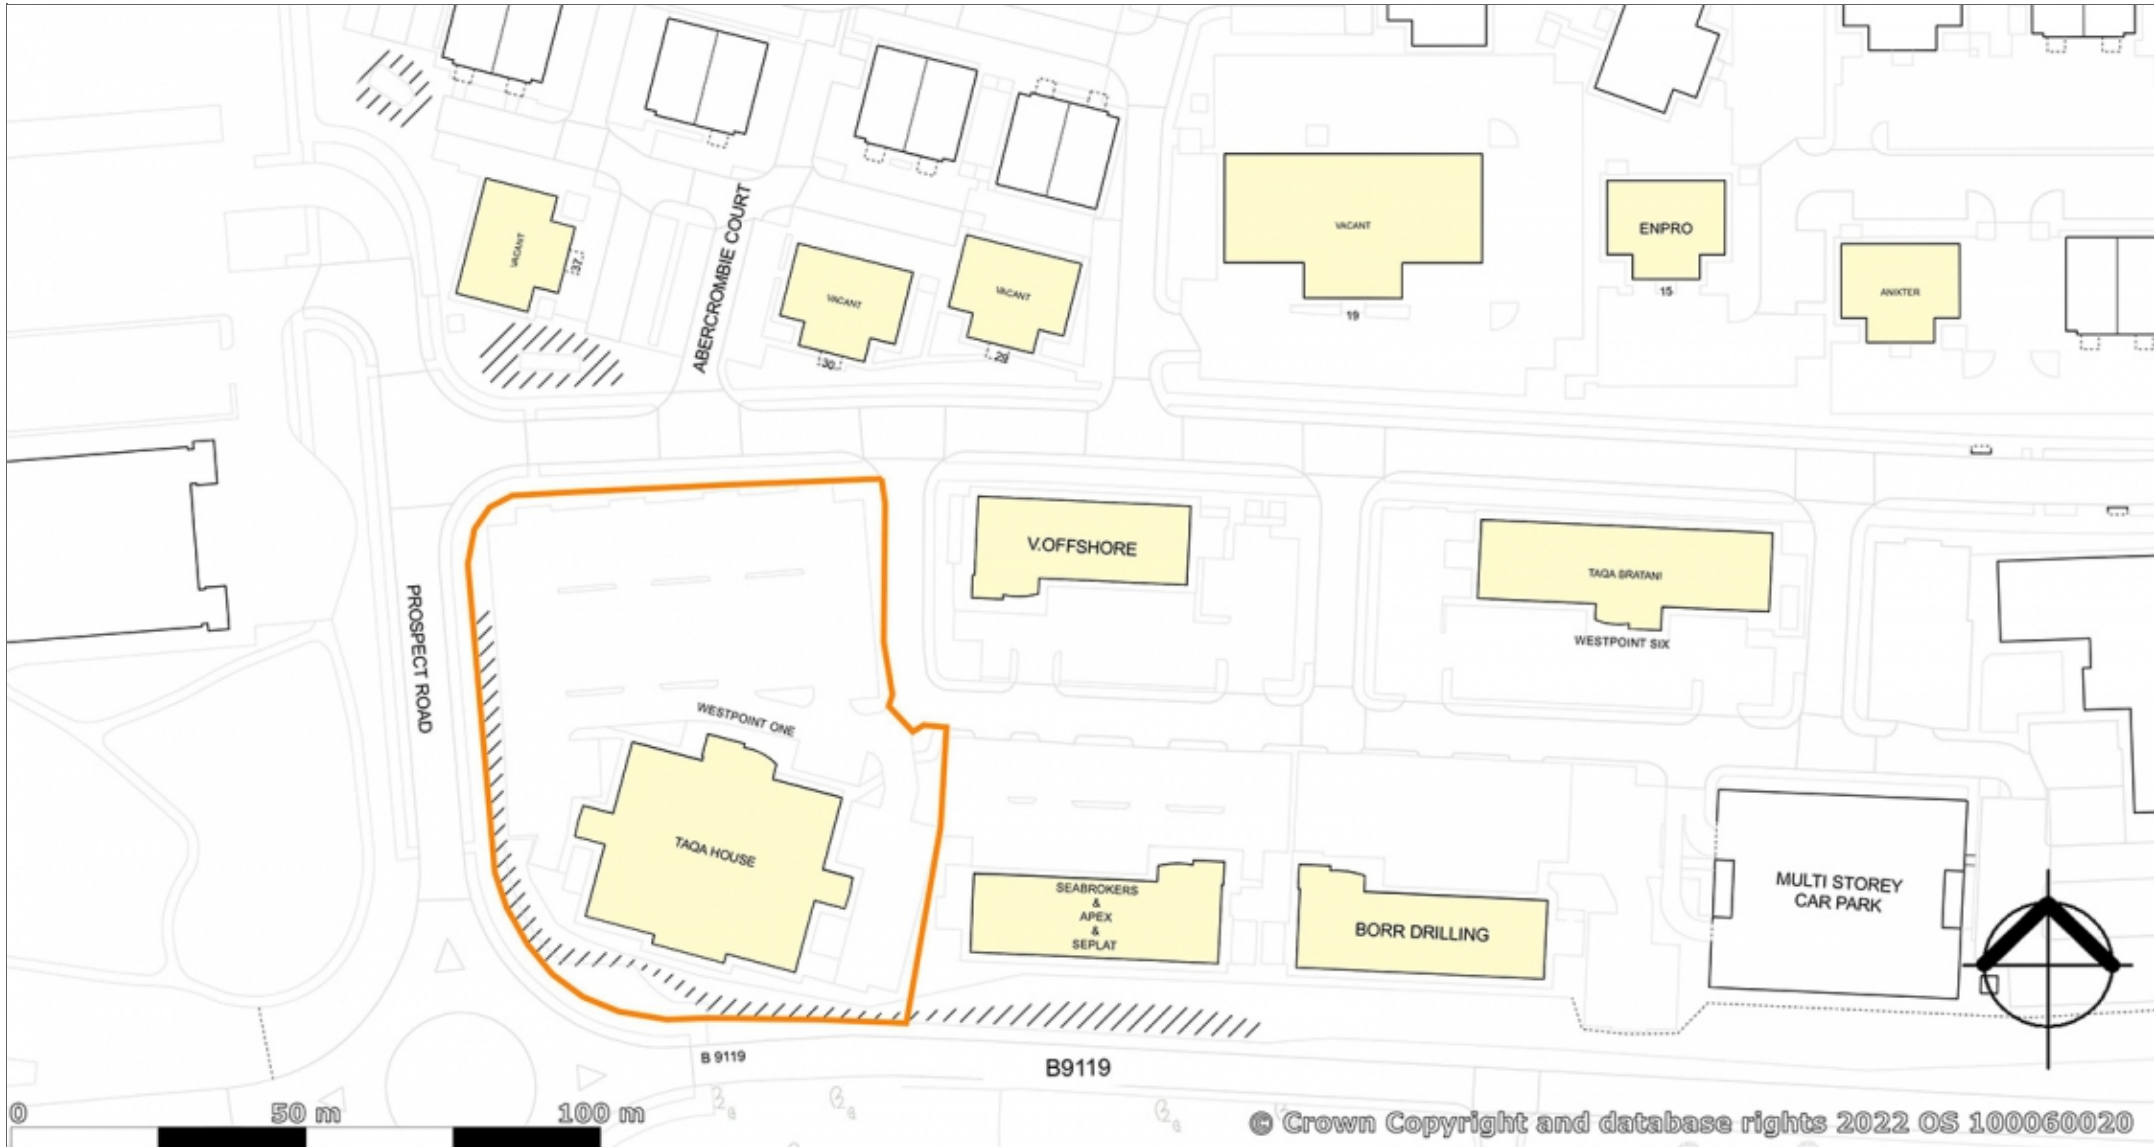 ABERCROMBIE COURT
VACANT
37
VACANT
30
VACANT
29
VACANT
19
ENPRO
15
ANIXTER
PROSPECT ROAD
V.OFFSHORE
TAQA BRATANI
WESTPOINT SIX
WESTPOINT ONE
TAQA HOUSE
SEABROKERS
&
APEX
&
SEPLAT
BORR DRILLING
MULTI STOREY
CAR PARK
B 9119
B9119
0 50 m 100 m
© Crown Copyright and database rights 2022 OS 1000060020